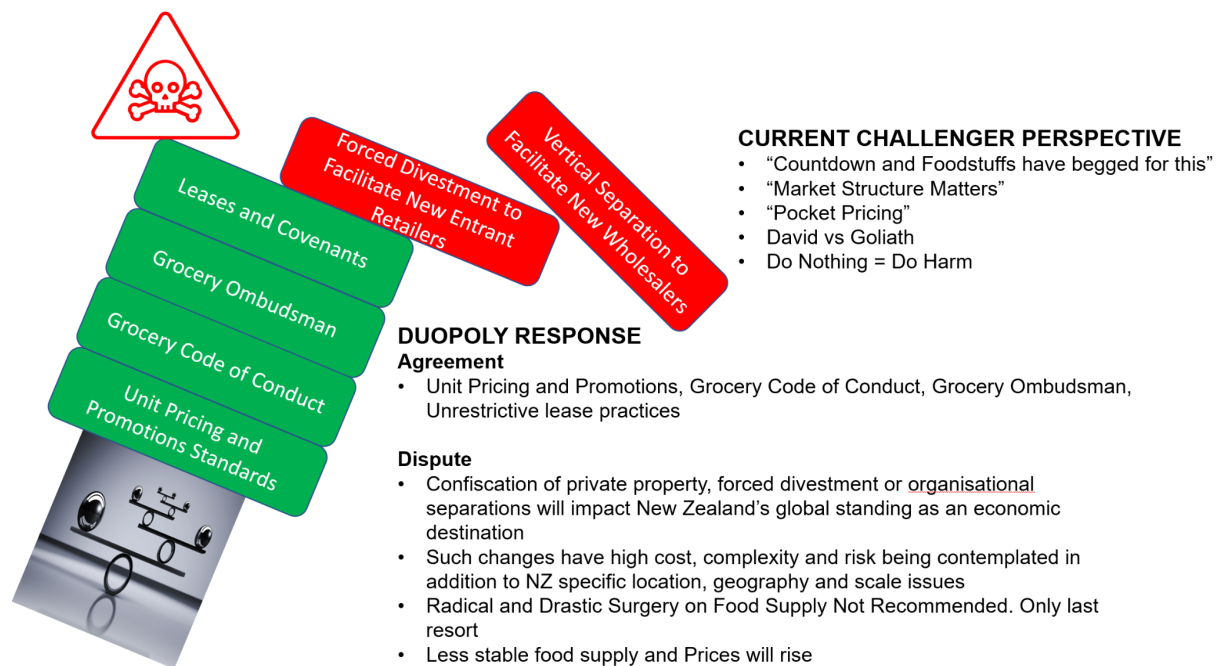 Leases and Covenants
Grocery Ombudsman
Grocery Code of Conduct
Unit Pricing and
Promotions Standards
Forced Divestment to
Facilitate New Entrant
Retailers
Vertical Separation to
Facilitate New Wholesalers
CURRENT CHALLENGER PERSPECTIVE
• “Countdown and Foodstuffs have begged for this”
• “Market Structure Matters”
• “Pocket Pricing”
• David vs Goliath
• Do Nothing = Do Harm
DUOPOLY RESPONSE
Agreement
• Unit Pricing and Promotions, Grocery Code of Conduct, Grocery Ombudsman,
Unrestrictive lease practices
Dispute
• Confiscation of private property, forced divestment or organisational
separations will impact New Zealand’s global standing as an economic
destination
• Such changes have high cost, complexity and risk being contemplated in
addition to NZ specific location, geography and scale issues
• Radical and Drastic Surgery on Food Supply Not Recommended. Only last
resort
• Less stable food supply and Prices will rise